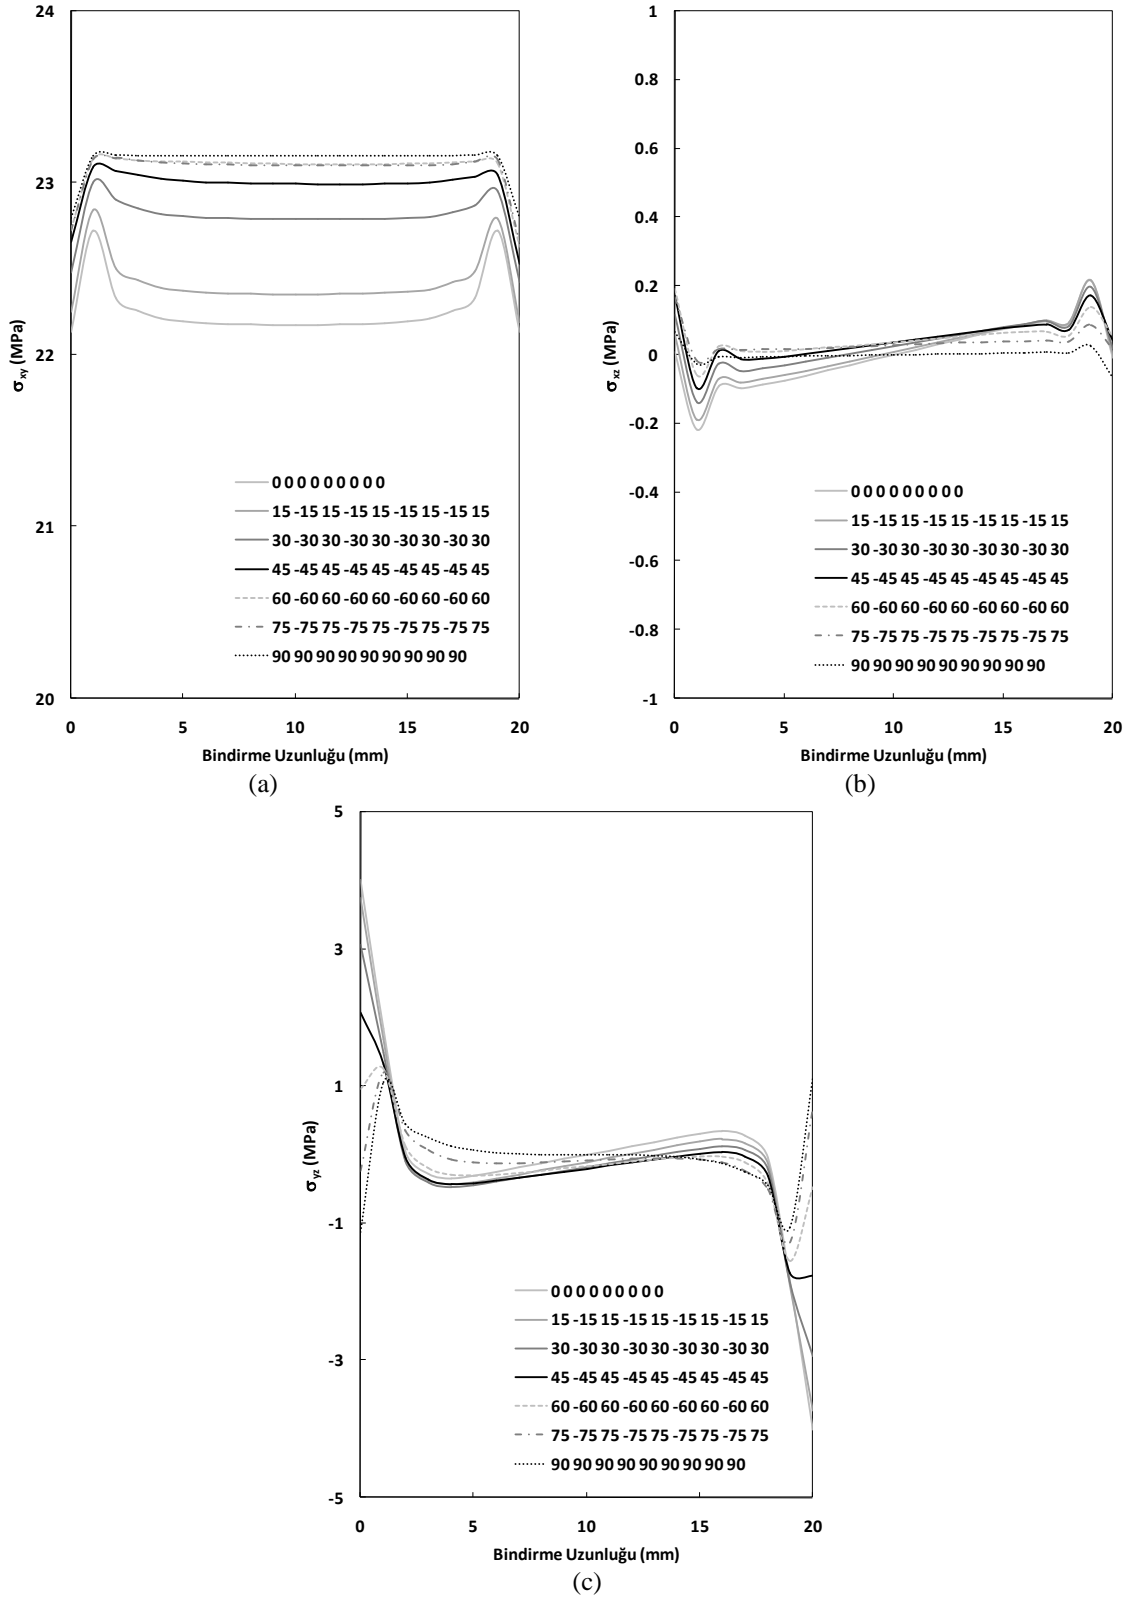 24
23
22
21
20
σxy (MPa)
0 0 0 0 0 0 0 0 0
15 -15 15 -15 15 -15 15 -15 15
30 -30 30 -30 30 -30 30 -30 30
45 -45 45 -45 45 -45 45 -45 45
60 -60 60 -60 60 -60 60 -60 60
75 -75 75 -75 75 -75 75 -75 75
90 90 90 90 90 90 90 90 90
0 5 10 15 20
Bindirme Uzunluğu (mm)
(a)
1
0.8
0.6
0.4
0.2
0
-0.2
-0.4
-0.6
-0.8
-1
σxz (MPa)
0 0 0 0 0 0 0 0 0
15 -15 15 -15 15 -15 15 -15 15
30 -30 30 -30 30 -30 30 -30 30
45 -45 45 -45 45 -45 45 -45 45
60 -60 60 -60 60 -60 60 -60 60
75 -75 75 -75 75 -75 75 -75 75
90 90 90 90 90 90 90 90 90
0 5 10 15 20
Bindirme Uzunluğu (mm)
(b)
5
3
1
-1
-3
-5
σyz (MPa)
0 0 0 0 0 0 0 0 0
15 -15 15 -15 15 -15 15 -15 15
30 -30 30 -30 30 -30 30 -30 30
45 -45 45 -45 45 -45 45 -45 45
60 -60 60 -60 60 -60 60 -60 60
75 -75 75 -75 75 -75 75 -75 75
90 90 90 90 90 90 90 90 90
0 5 10 15 20
Bindirme Uzunluğu (mm)
(c)